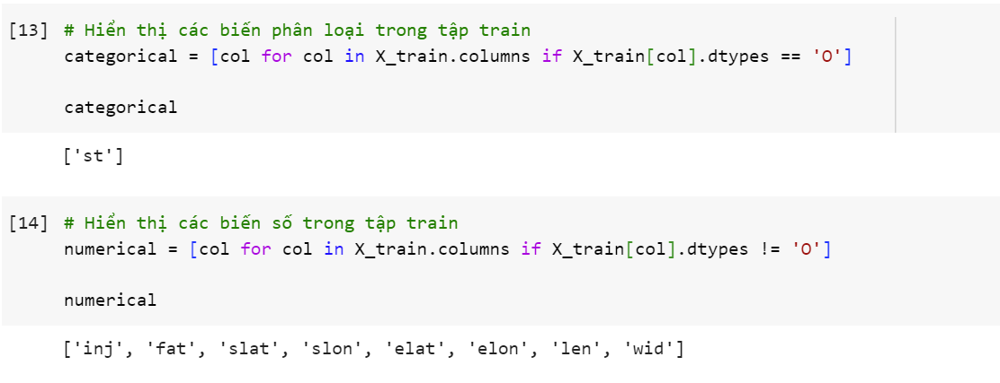 [13] # Hiển thị các biến phân loại trong tập train
categorical = [col for col in X_train.columns if X_train[col].dtypes == 'O']
categorical
['st']
[14] # Hiển thị các biến số trong tập train
numerical = [col for col in X_train.columns if X_train[col].dtypes != 'O']
numerical
['inj', 'fat', 'slat', 'slon', 'elat', 'elon', 'len', 'wid']